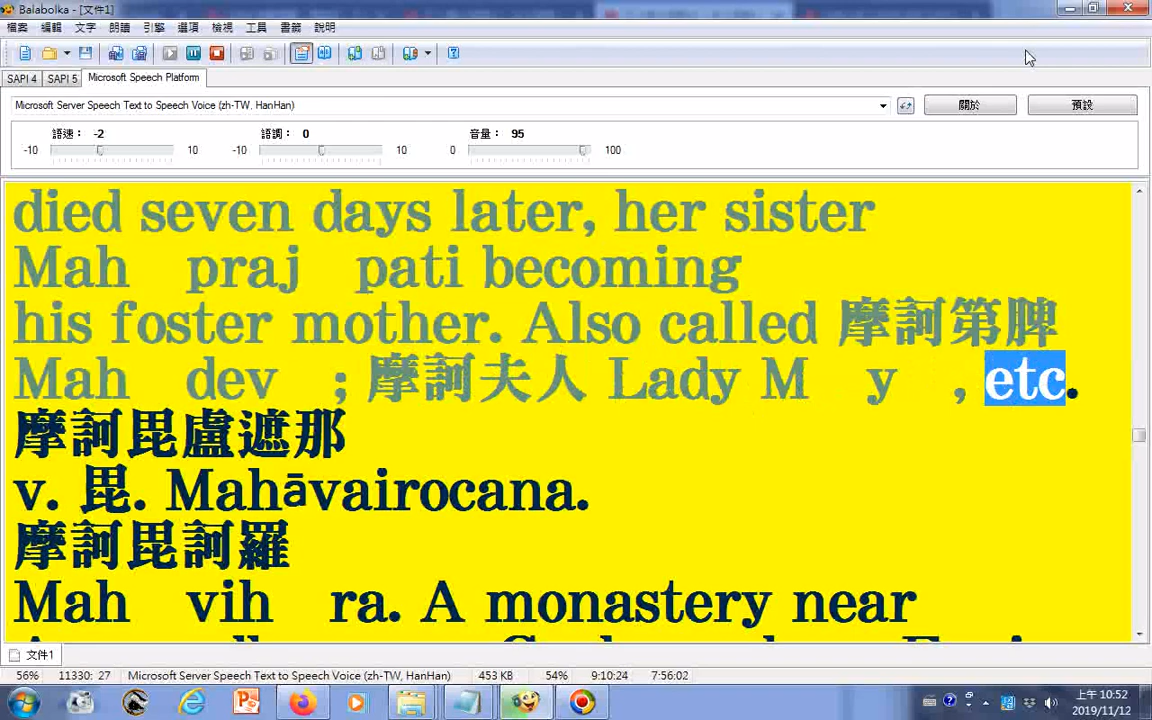 Balabolka - [文件1]
檔案 編輯 文字 朗讀 引擎 選項 檢視 工具 書籤 說明
SAPI 4 SAPI 5 Microsoft Speech Platform
Microsoft Server Speech Text to Speech Voice (zh-TW, HanHan) 關於 預設
語速： -2 語調： 0 音量： 95
-10 10 -10 10 0 100
died seven days later, her sister
Mah praj pati becoming
his foster mother. Also called 摩訶第脾
Mah dev ; 摩訶夫人 Lady M y , etc.
摩訶毘盧遮那
v. 毘. Mahāvairocana.
摩訶毘訶羅
Mah vih ra. A monastery near
文件1
56% 11330: 27 Microsoft Server Speech Text to Speech Voice (zh-TW, HanHan) 453 KB 54% 9:10:24 7:56:02
上午 10:52
2019/11/12